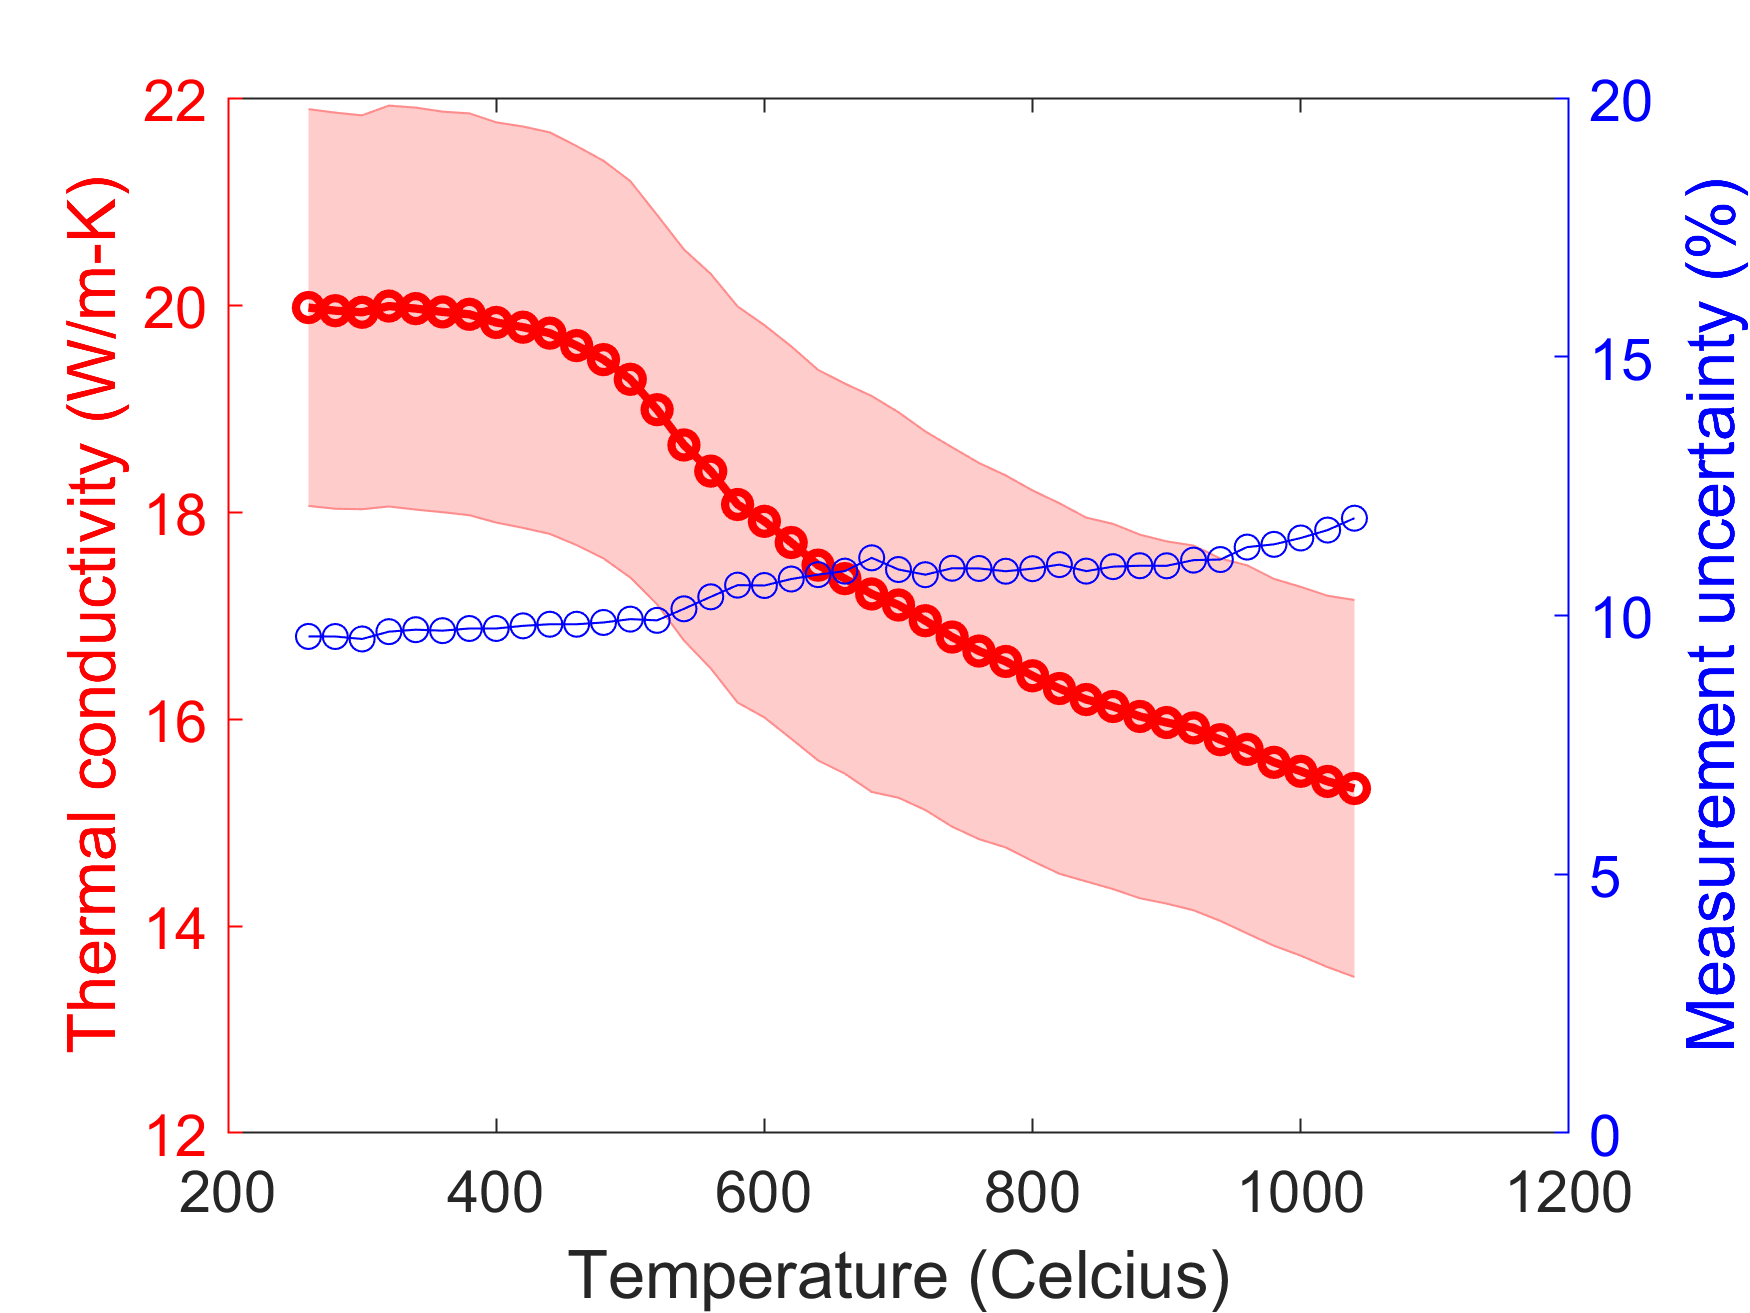 Thermal conductivity (W/m-K)
22
20
18
16
14
12
20
15
10
5
0
Measurement uncertainty (%)
200 400 600 800 1000 1200
Temperature (Celcius)